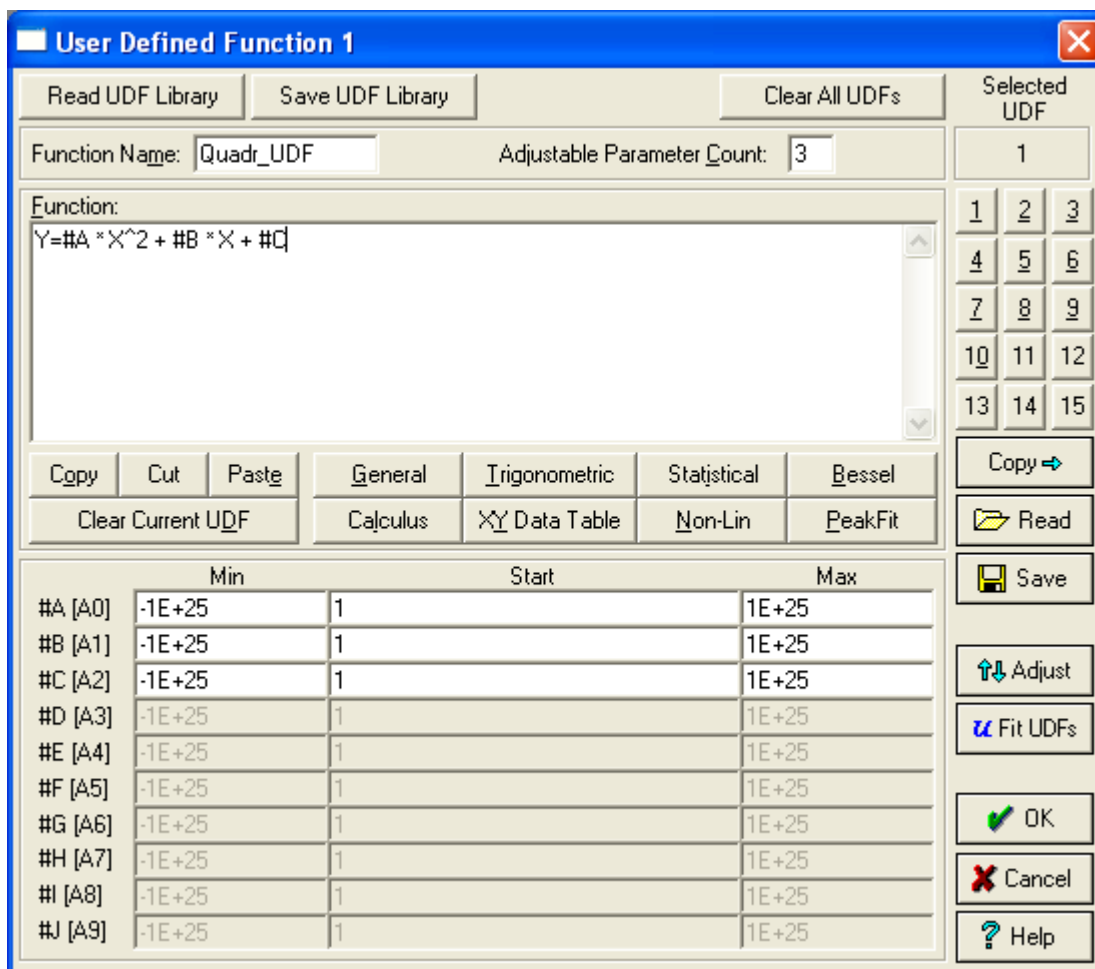 User Defined Function 1
Read UDF Library Save UDF Library Clear All UDFs Selected UDF
Function Name: Quadr_UDF Adjustable Parameter Count: 3 1
Function:
Y=#A *X^2 + #B *X + #C
1 2 3
4 5 6
7 8 9
10 11 12
13 14 15
Copy Cut Paste General Trigonometric Statistical Bessel Copy
Clear Current UDF Calculus XY Data Table Non-Lin PeakFit Read
Min Start Max Save
#A [A0] -1E+25 1 1E+25
#B [A1] -1E+25 1 1E+25
#C [A2] -1E+25 1 1E+25 Adjust
#D [A3] -1E+25 1 1E+25 u Fit UDFs
#E [A4] -1E+25 1 1E+25
#F [A5] -1E+25 1 1E+25
#G [A6] -1E+25 1 1E+25 OK
#H [A7] -1E+25 1 1E+25
#I [A8] -1E+25 1 1E+25 Cancel
#J [A9] -1E+25 1 1E+25 ? Help